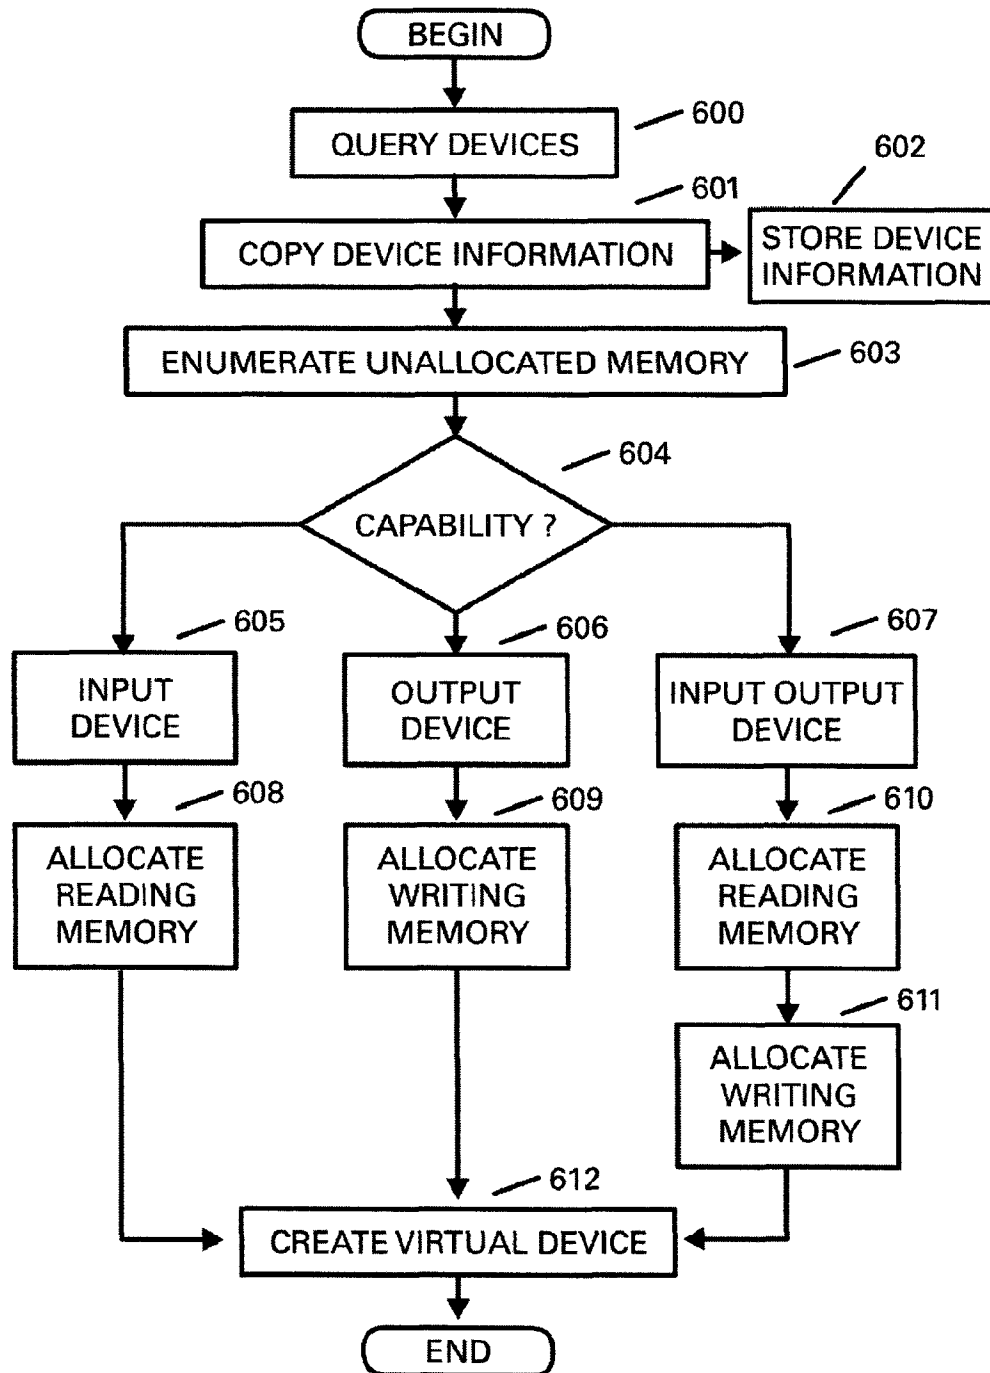 BEGIN
600
QUERY DEVICES
602
601
COPY DEVICE INFORMATION
STORE DEVICE
INFORMATION
ENUMERATE UNALLOCATED MEMORY
603
604
CAPABILITY ?
605
606
607
INPUT
DEVICE
OUTPUT
DEVICE
INPUT OUTPUT
DEVICE
608
609
610
ALLOCATE
READING
MEMORY
ALLOCATE
WRITING
MEMORY
ALLOCATE
READING
MEMORY
611
ALLOCATE
WRITING
MEMORY
612
CREATE VIRTUAL DEVICE
END